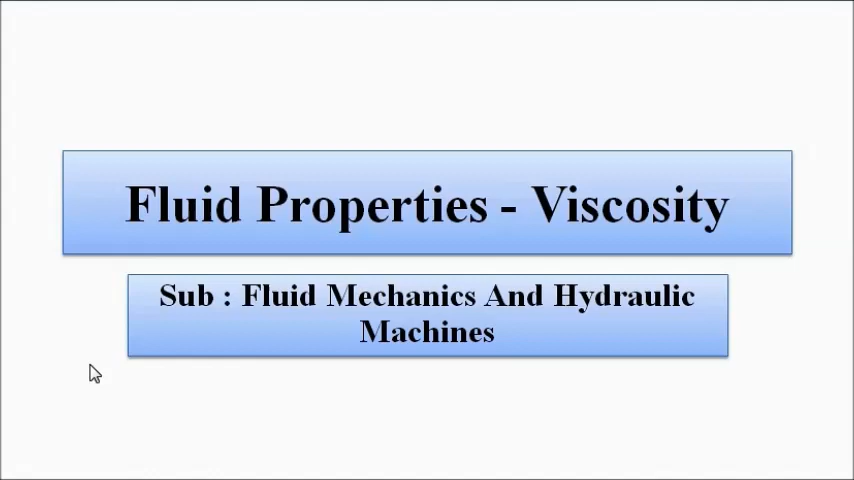 Fluid Properties - Viscosity
Sub : Fluid Mechanics And Hydraulic
Machines